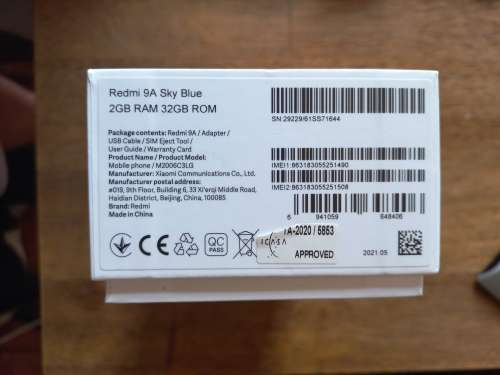 Redmi 9A Sky Blue
2GB RAM 32GB ROM
Package contents: Redmi 9A / Adapter /
USB Cable / SIM Eject Tool /
User Guide / Warranty Card
Product Name / Product Model:
Mobile phone / M2006C3LG
Manufacturer: Xiaomi Communications Co., Ltd.
Manufacturer postal address:
#019, 9th Floor, Building 6, 33 Xi'erqi Middle Road,
Haidian District, Beijing, China, 100085
Brand: Redmi
Made in China
CE
QC
PASS
SN:29229/61SS71644
IMEI1:863183055251490
IMEI2:863183055251508
6 941059 648406
TA-2020 / 5853
ICASA
APPROVED
2021.05